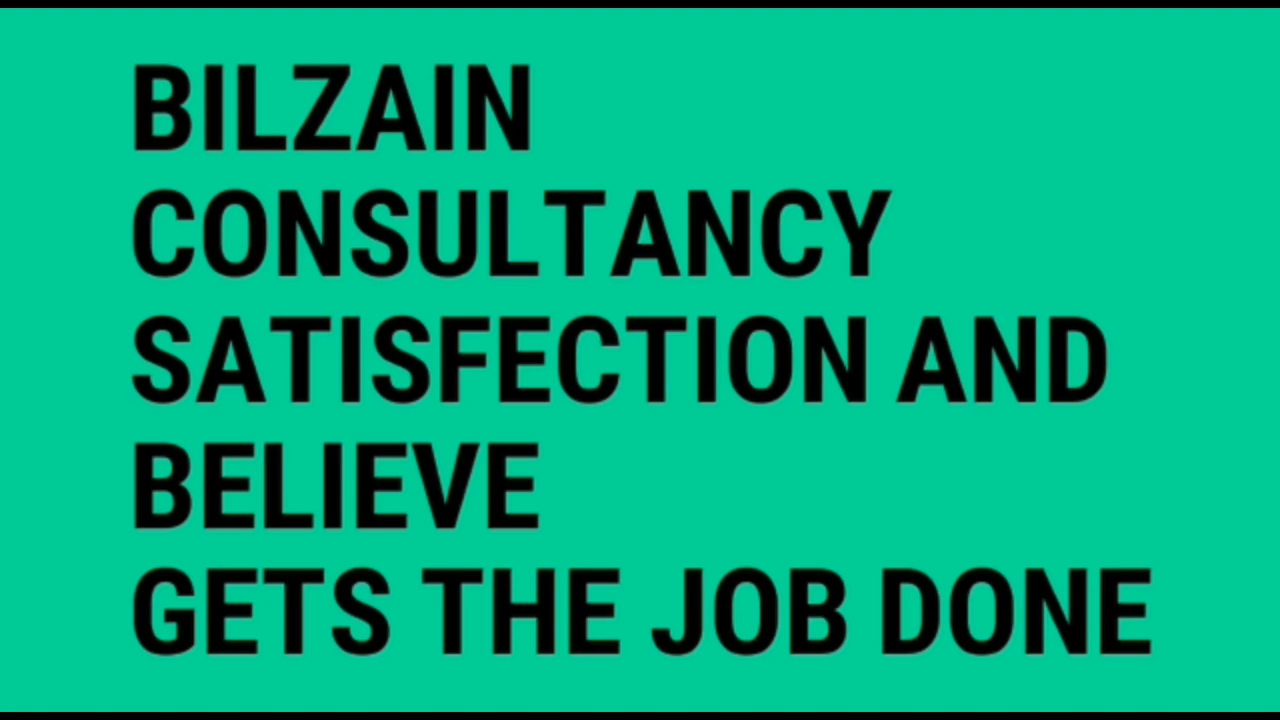 BILZAIN
CONSULTANCY
SATISFECTION AND
BELIEVE
GETS THE JOB DONE